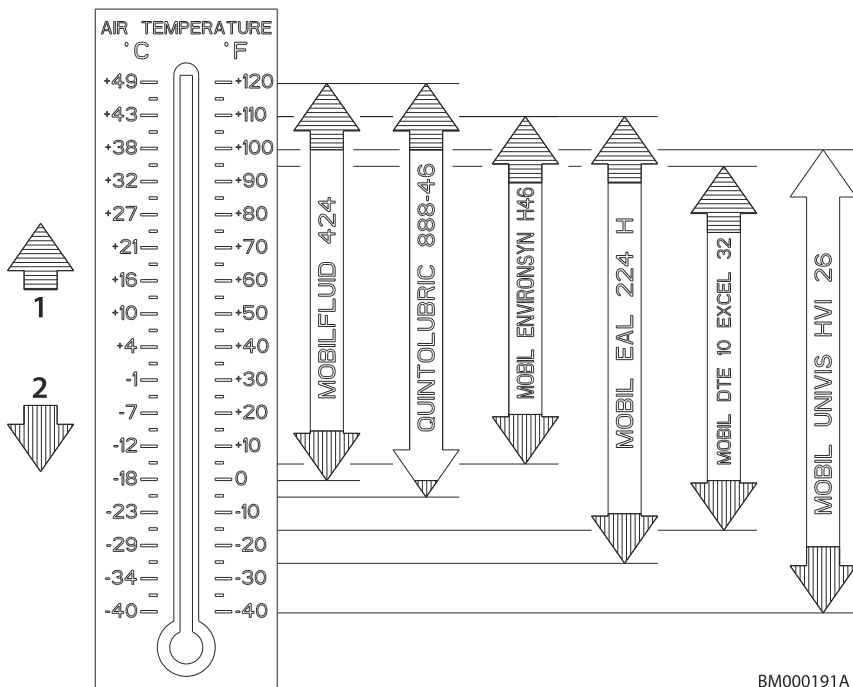 AIR TEMPERATURE
°C °F
+49 +120
+43 +110
+38 +100
+32 +90
+27 +80
+21 +70
+16 +60
+10 +50
+4 +40
-1 +30
-7 +20
-12 +10
-18 0
-23 -10
-29 -20
-34 -30
-40 -40
1
2
MOBILFLUID 424
QUINTOLUBRIC 888-46
MOBIL ENVIRONSYN H46
MOBIL EAL 224 H
MOBIL DTE 10 EXCEL 32
MOBIL UNIVIS HVI 26
BM000191A